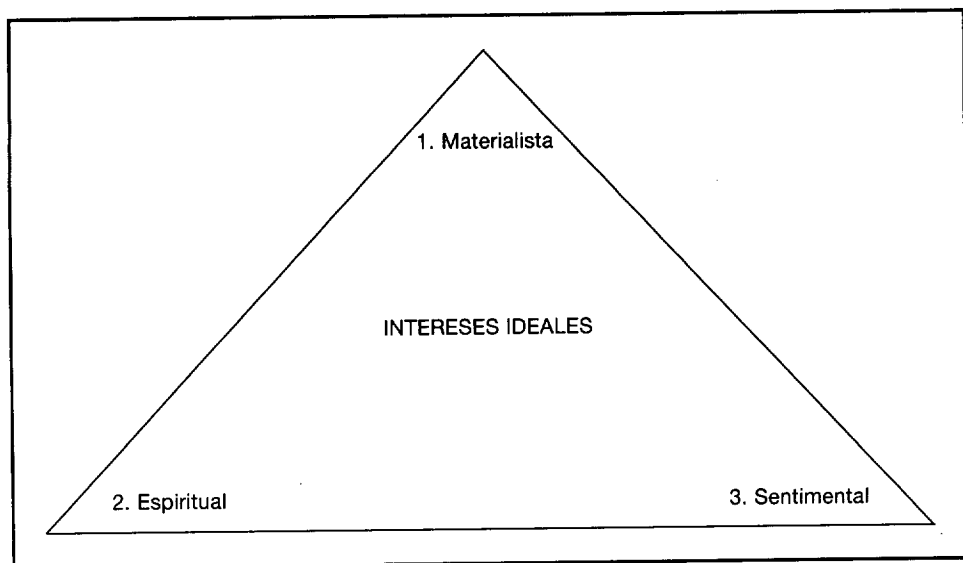 1. Materialista
INTERESES IDEALES
2. Espiritual
3. Sentimental